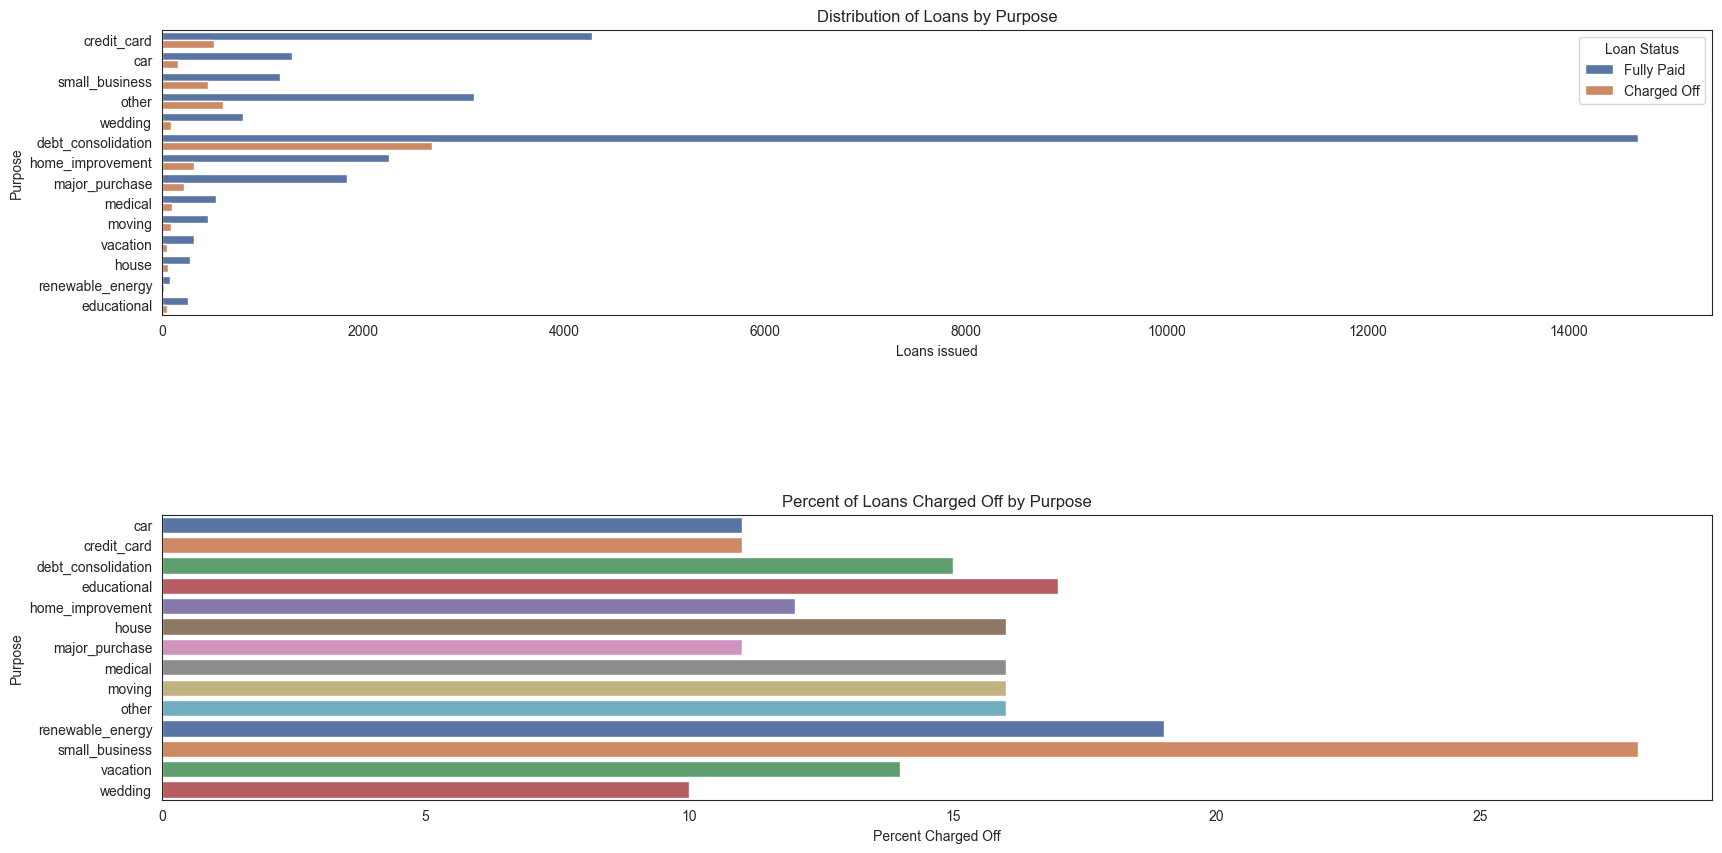 Distribution of Loans by Purpose
Purpose
credit_card
car
small_business
other
wedding
debt_consolidation
home_improvement
major_purchase
medical
moving
vacation
house
renewable_energy
educational
Loan Status
Fully Paid
Charged Off
0 2000 4000 6000 8000 10000 12000 14000
Loans issued
Percent of Loans Charged Off by Purpose
Purpose
car
credit_card
debt_consolidation
educational
home_improvement
house
major_purchase
medical
moving
other
renewable_energy
small_business
vacation
wedding
0 5 10 15 20 25
Percent Charged Off